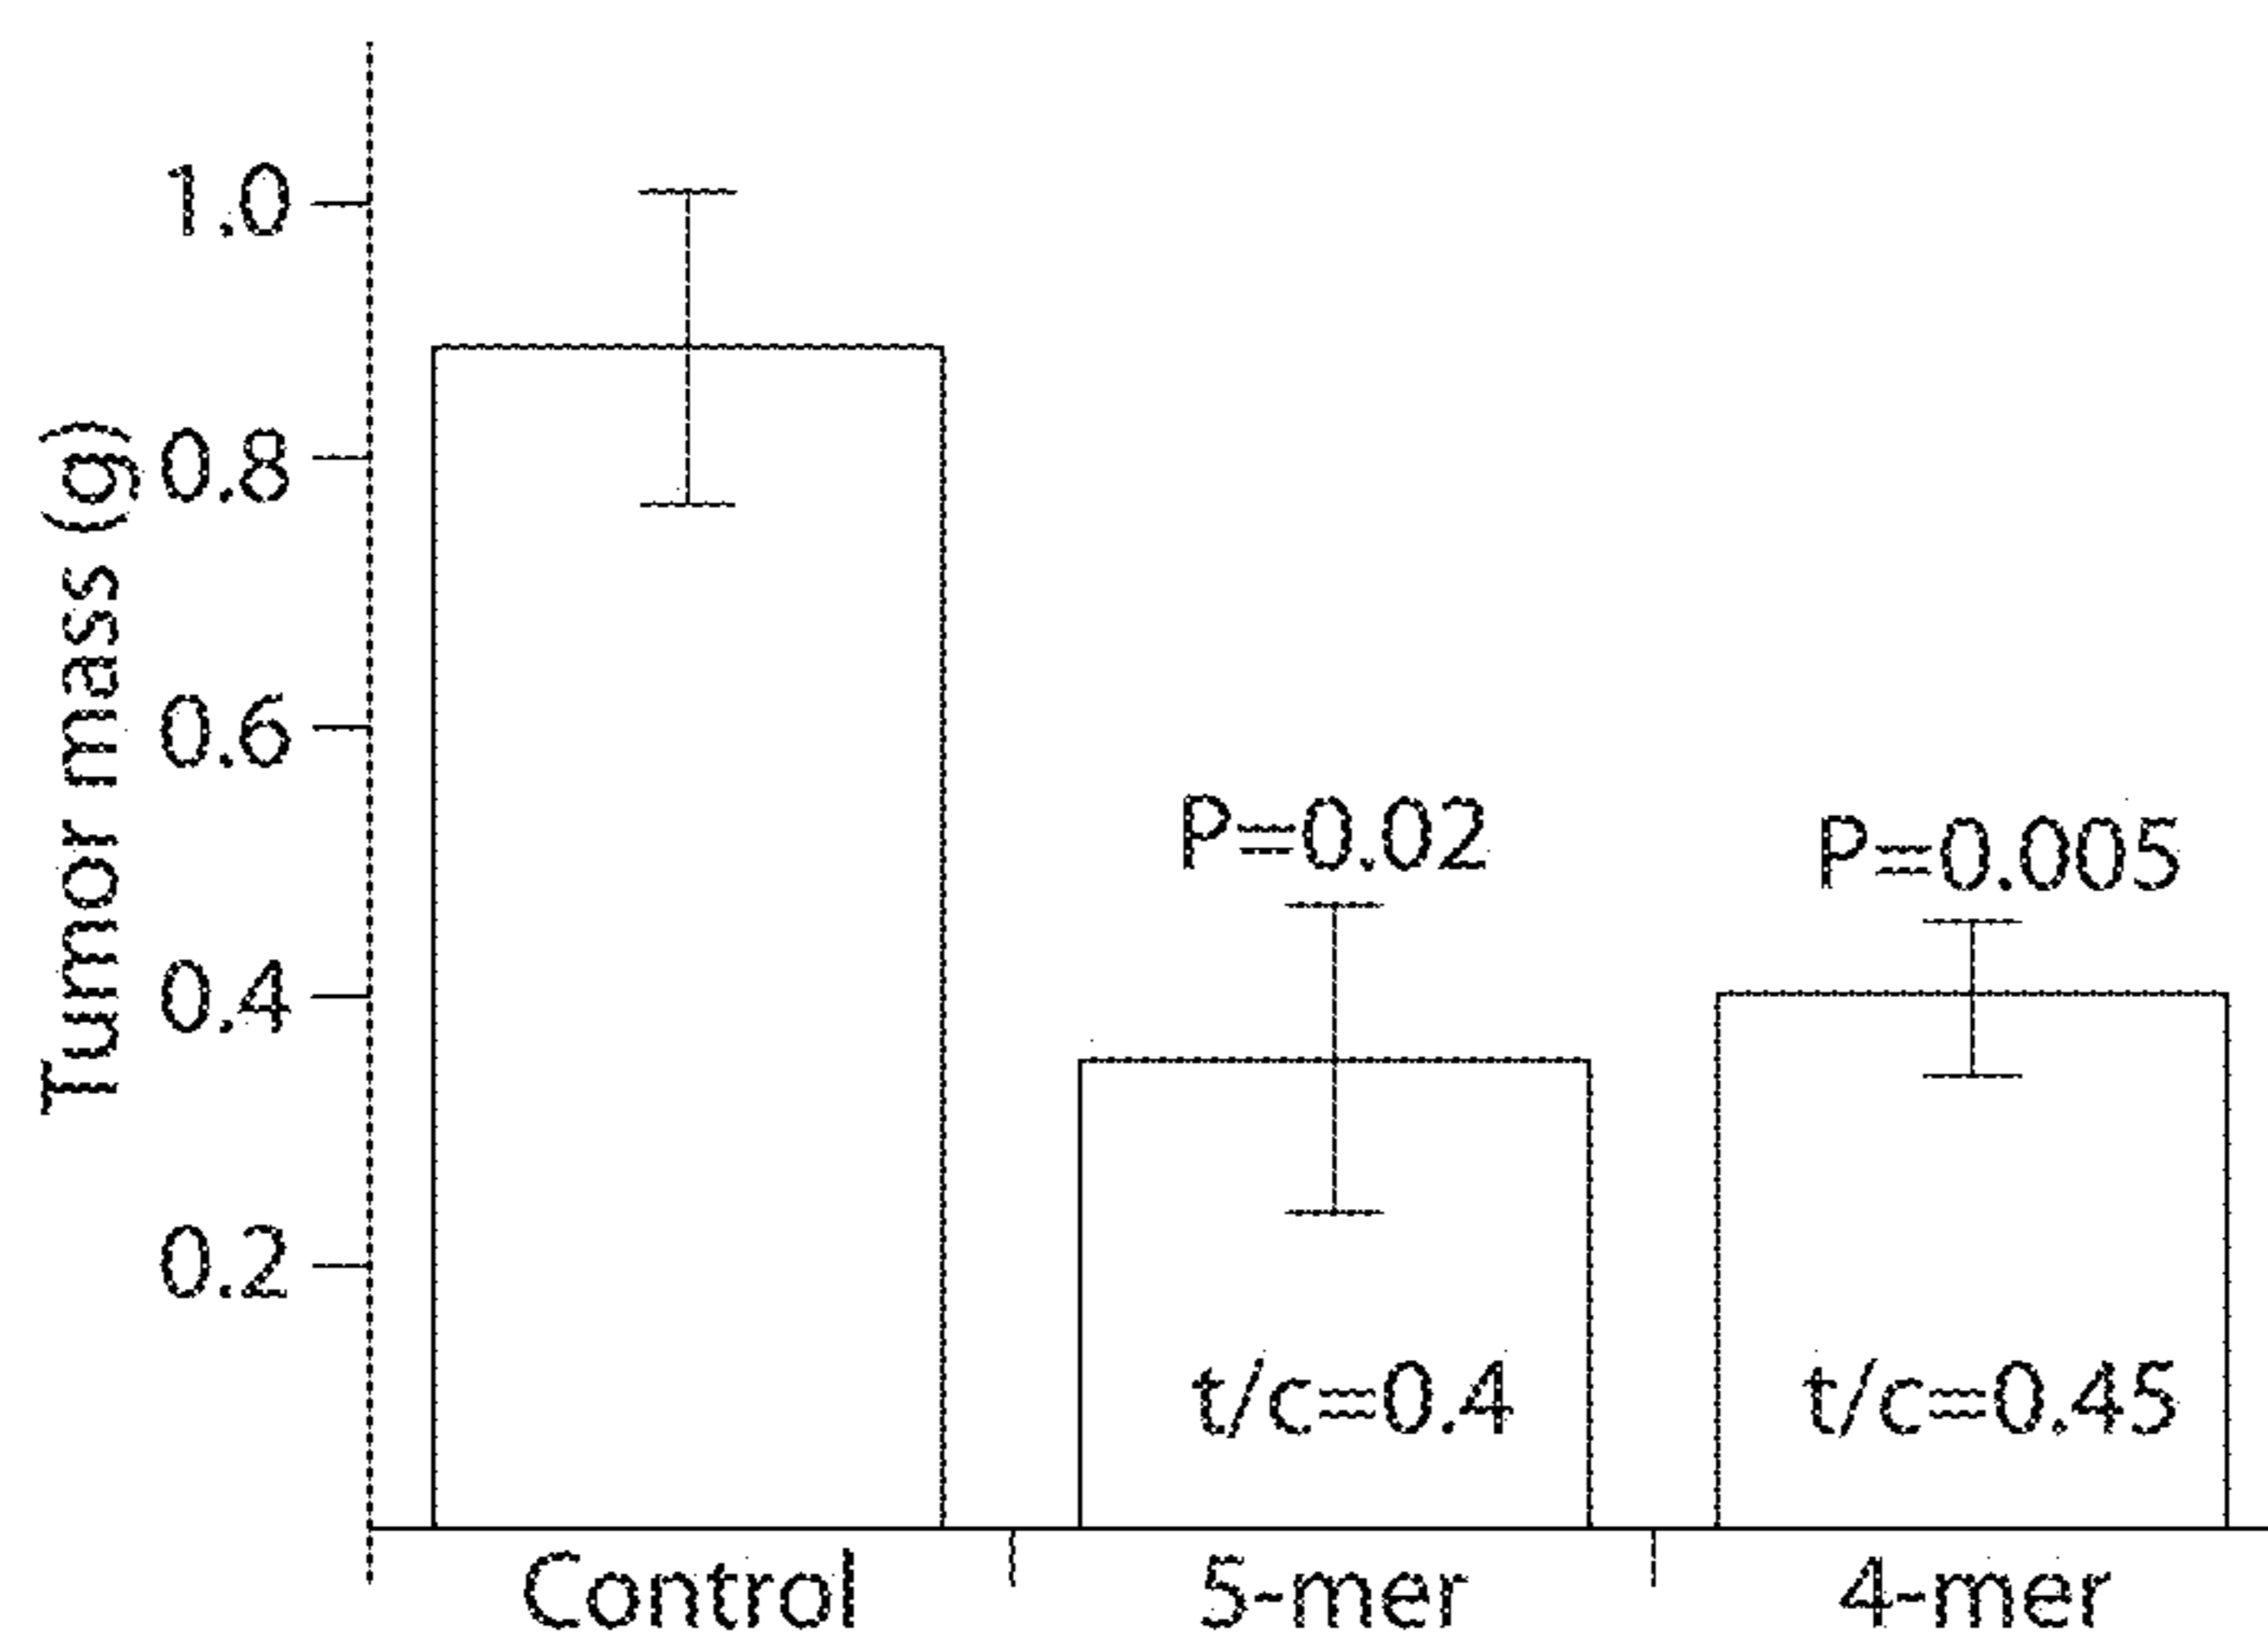 Tumor mass (g)
1.0
0.8
0.6
0.4
0.2
P=0.02
P=0.005
t/c=0.4
t/c=0.45
Control
5-mer
4-mer